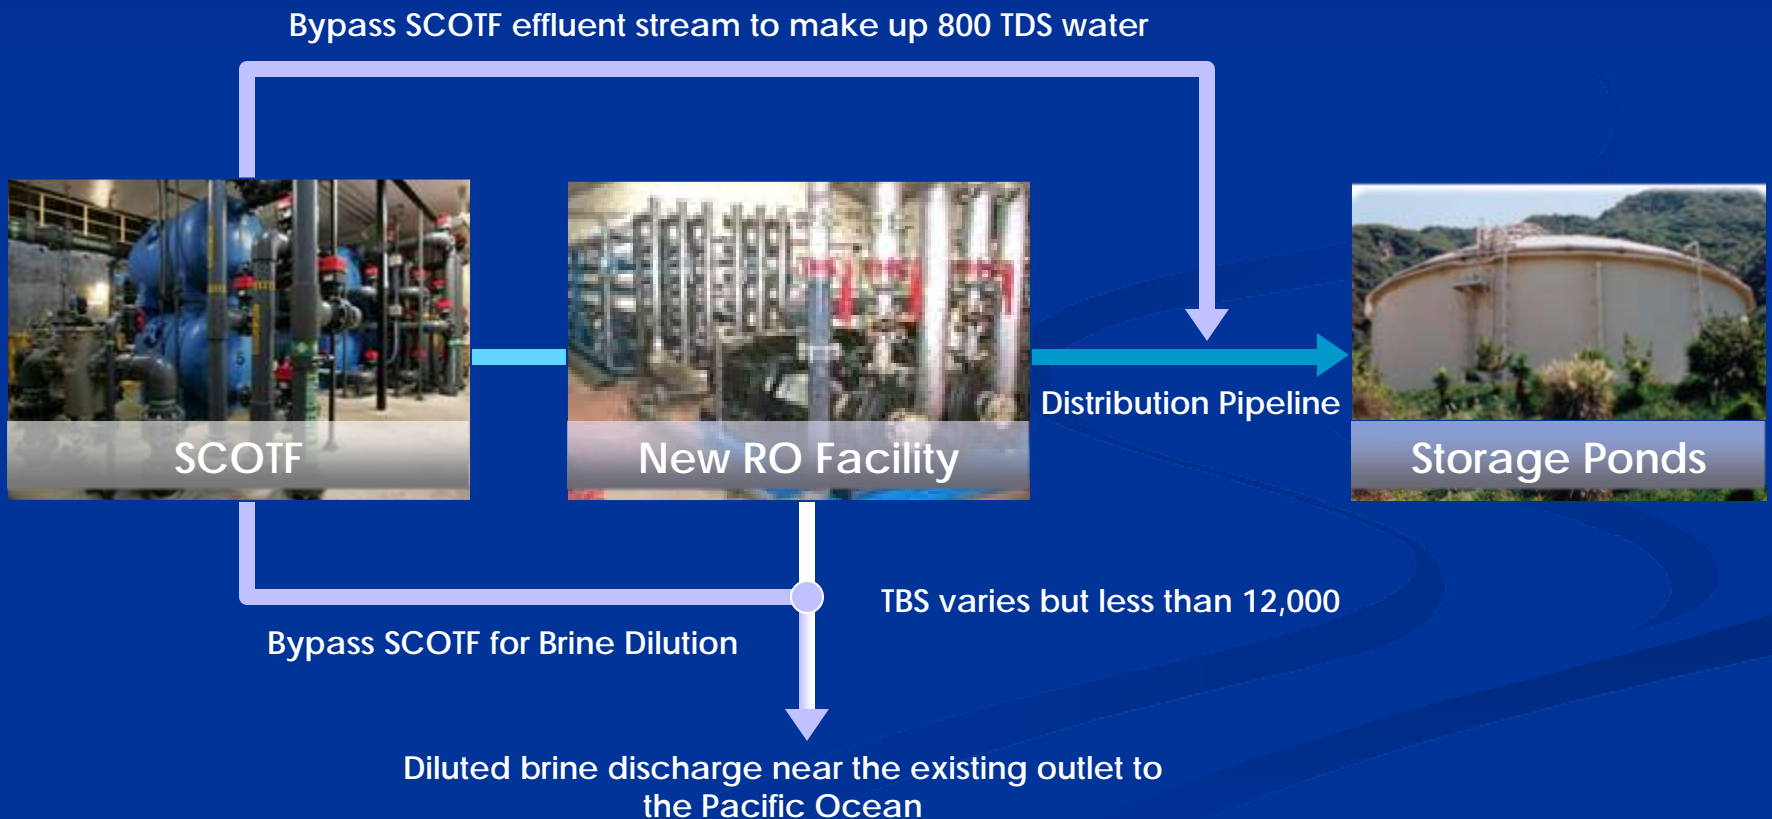 Bypass SCOTF effluent stream to make up 800 TDS water
SCOTF
New RO Facility
Distribution Pipeline
Storage Ponds
TBS varies but less than 12,000
Bypass SCOTF for Brine Dilution
Diluted brine discharge near the existing outlet to
the Pacific Ocean